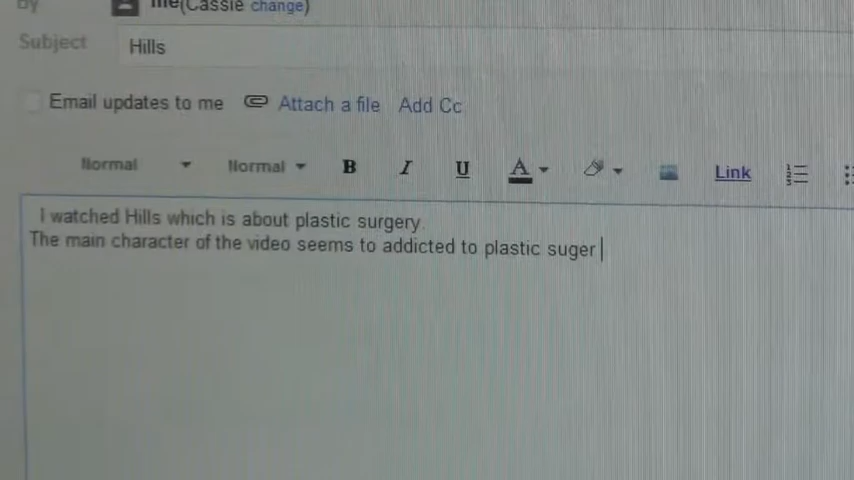 By me(Cassie change)
Subject Hills
Email updates to me Attach a file Add Cc
Normal Normal B I U A Link
I watched Hills which is about plastic surgery.
The main character of the video seems to addicted to plastic suger